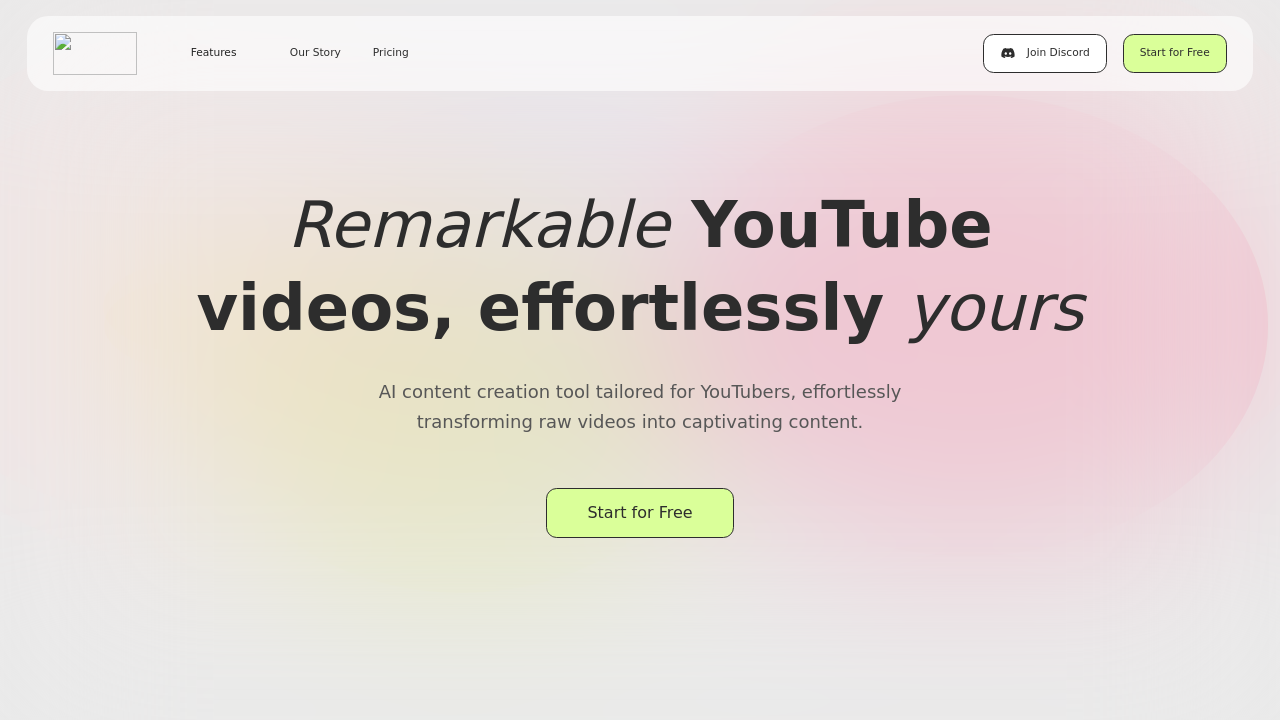 Features
Our Story
Pricing
Join Discord
Start for Free
Remarkable YouTube
videos, effortlessly yours
AI content creation tool tailored for YouTubers, effortlessly
transforming raw videos into captivating content.
Start for Free